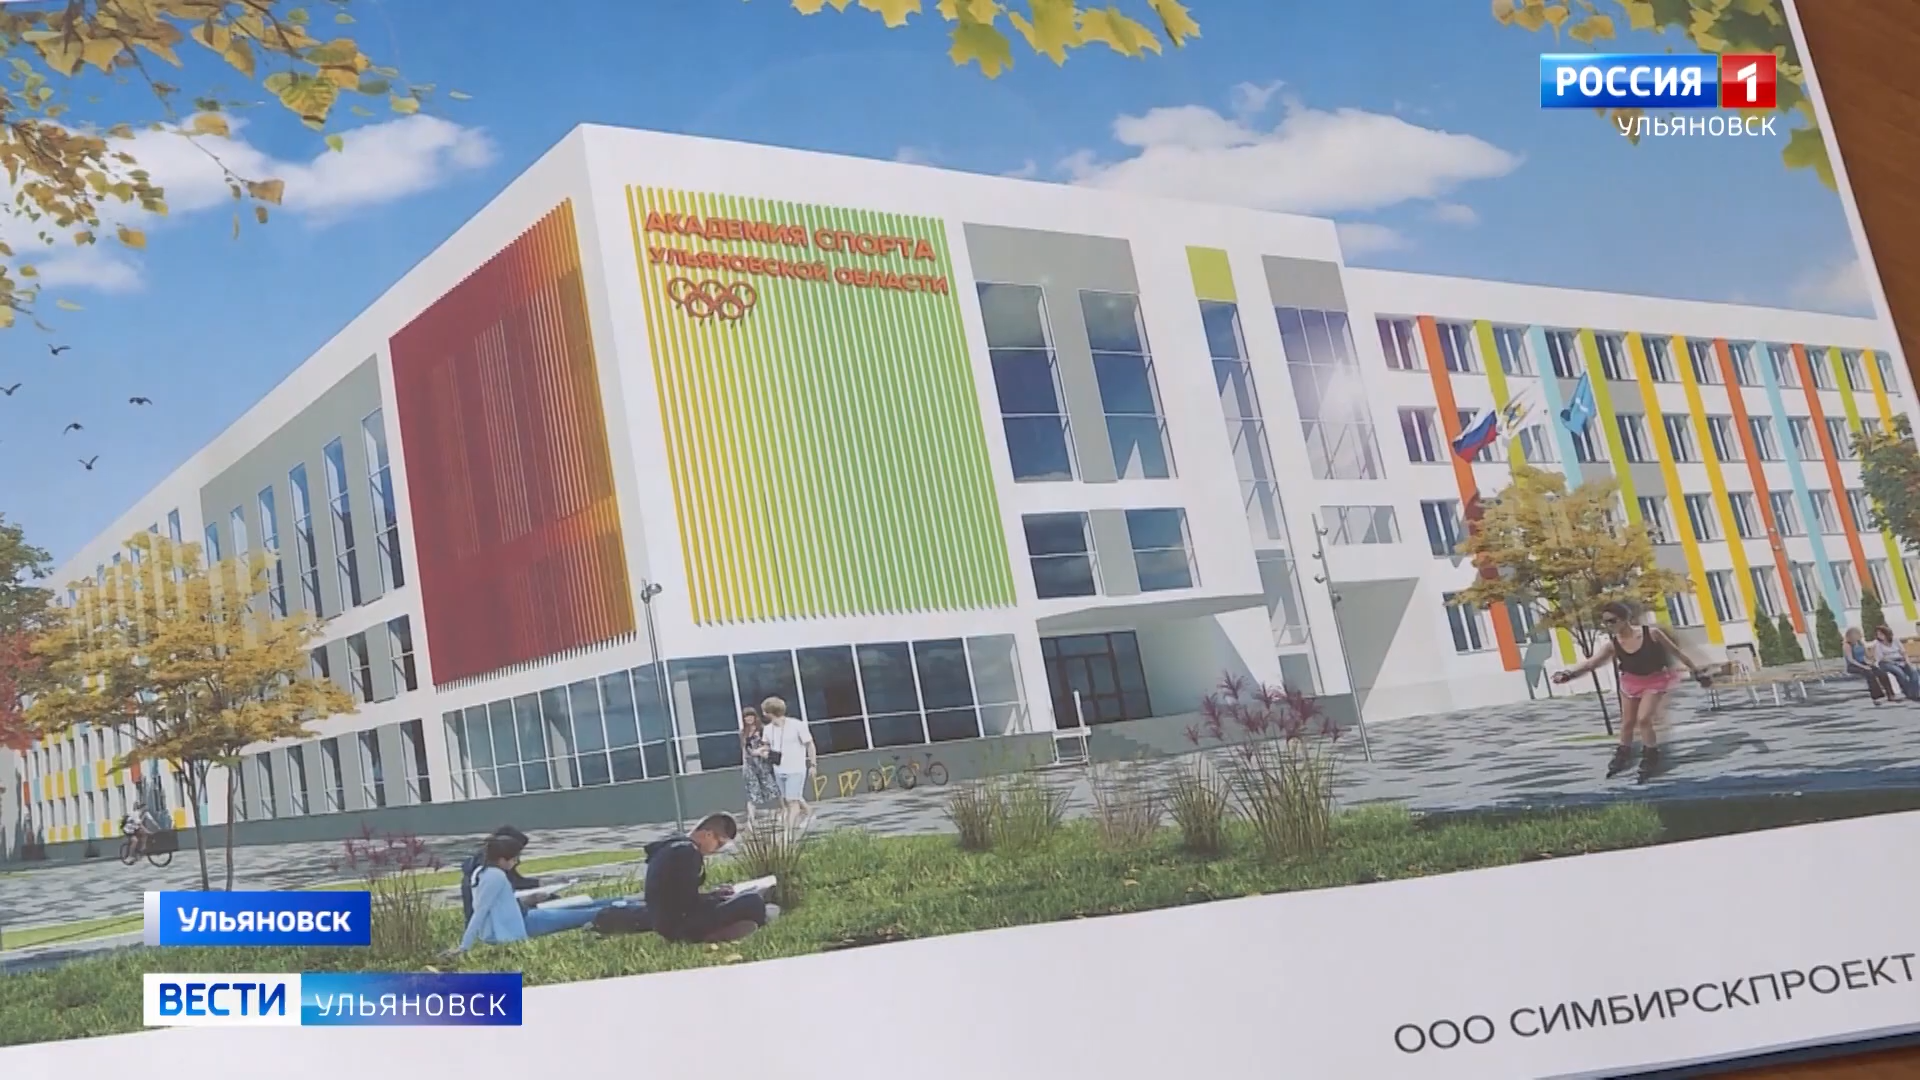 РОССИЯ 1
УЛЬЯНОВСК
АКАДЕМИЯ СПОРТА
УЛЬЯНОВСКОЙ ОБЛАСТИ
Ульяновск
ВЕСТИ УЛЬЯНОВСК
ООО СИМБИРСКПРОЕКТ